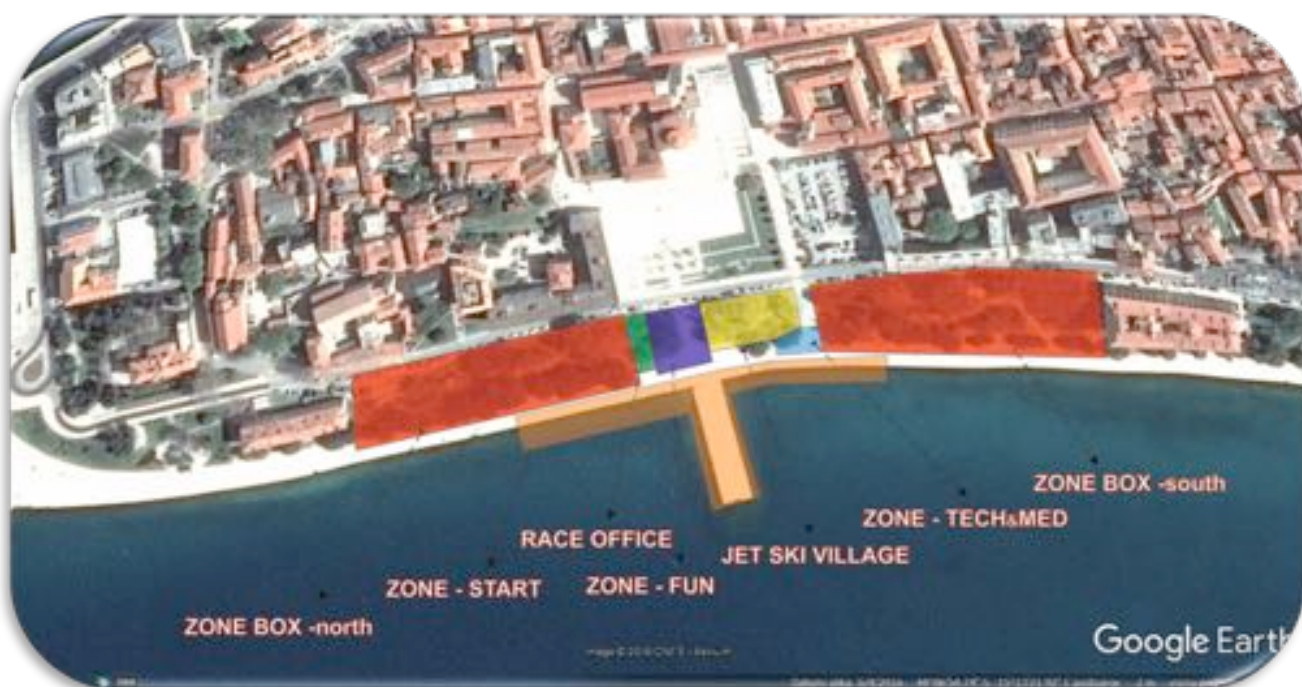 ZONE BOX -south
ZONE - TECH&MED
RACE OFFICE
JET SKI VILLAGE
ZONE - START
ZONE - FUN
ZONE BOX -north
Google Earth